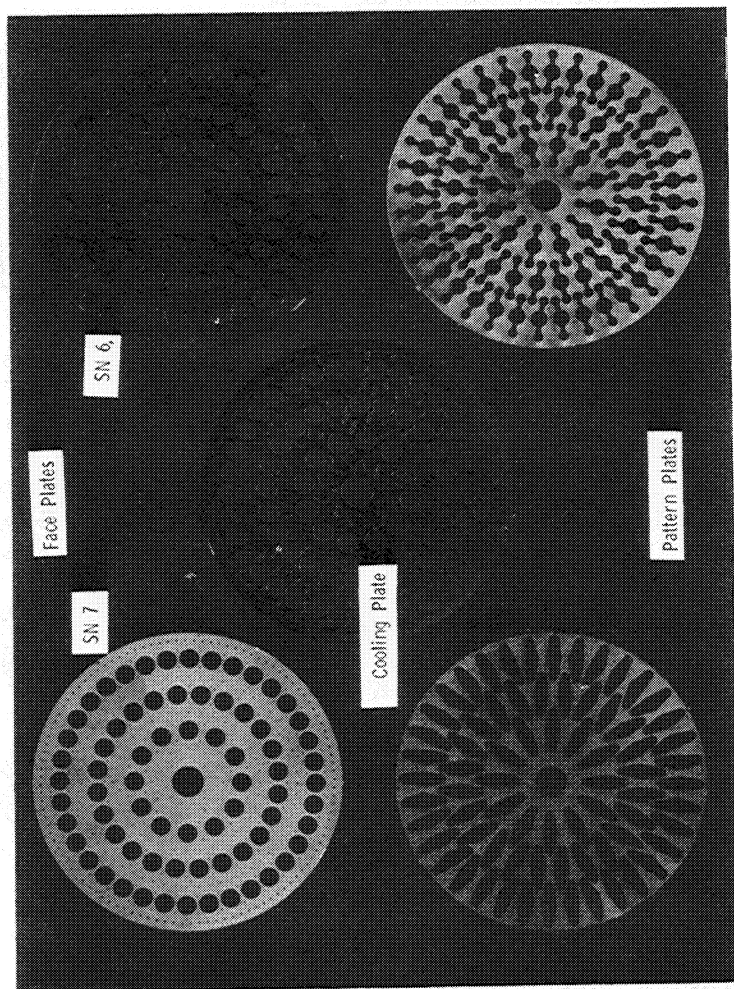 Face Plates
SN 7
SN 6,
Cooling Plate
Pattern Plates